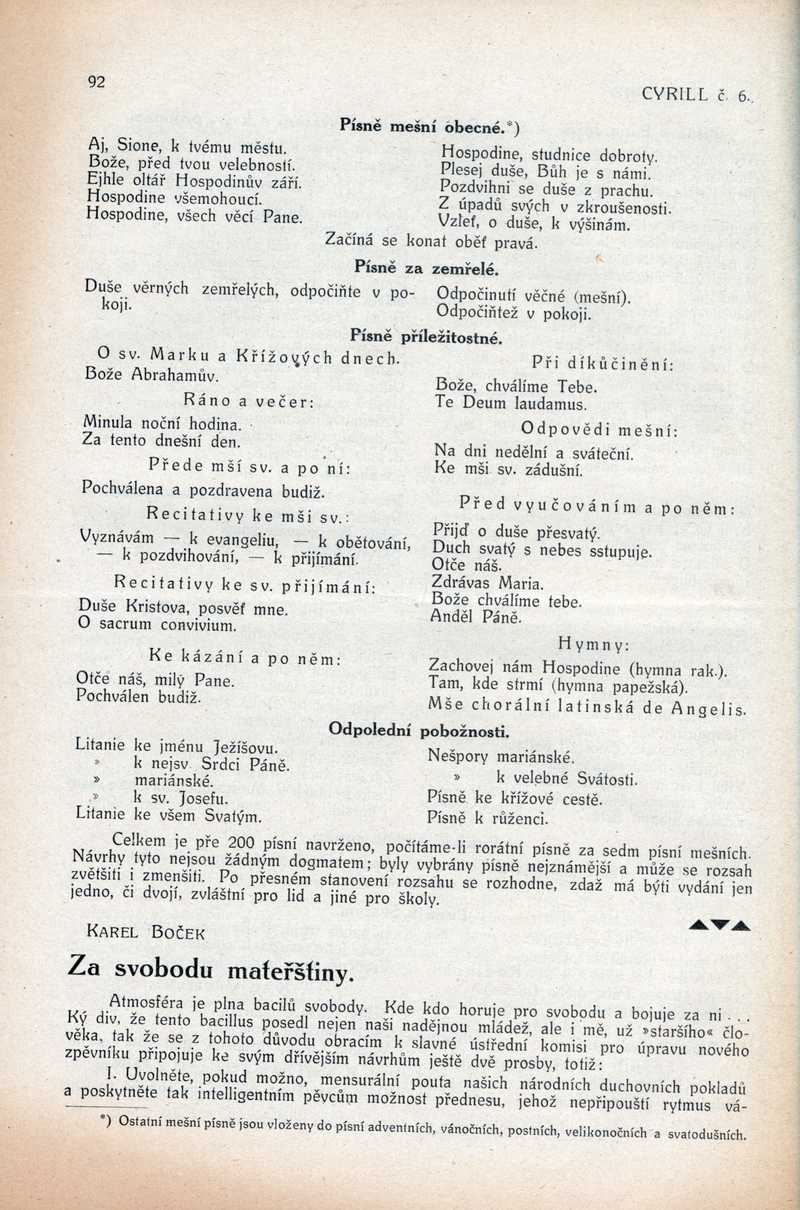 92
CYRILL č. 6.
Písně mešní obecné.*)
Aj, Sione, k tvému městu.
Bože, před tvou velebností.
Ejhle oltář Hospodinův září.
Hospodine všemohoucí.
Hospodine, všech věcí Pane.
Hospodine, studnice dobroty.
Plesej duše, Bůh je s námi.
Pozdvihni se duše z prachu.
Z úpadů svých v zkroušenosti.
Vzleť, o duše, k výšinám.
Začíná se konat oběť pravá.
Písně za zemřelé.
Duše věrných zemřelých, odpočiňte v po-
koji.
Odpočinutí věčné (mešní).
Odpočiňtež v pokoji.
Písně příležitostné.
O sv. Marku a Křížových dnech.
Bože Abrahamův.
Ráno a večer:
Minula noční hodina.
Za tento dnešní den.
Přede mší sv. a po ní:
Pochválena a pozdravena budiž.
Recitativy ke mši sv.:
Vyznávám — k evangeliu, — k obětování,
— k pozdvihování, — k přijímání.
Recitativy ke sv. přijímání:
Duše Kristova, posvěť mne.
O sacrum convivium.
Ke kázání a po něm:
Otče náš, milý Pane.
Pochválen budiž.
Při díkůčinění:
Bože, chválíme Tebe.
Te Deum laudamus.
Odpovědi mešní:
Na dni nedělní a sváteční.
Ke mši sv. zádušní.
Před vyučováním a po něm:
Přijď o duše přesvatý.
Duch svatý s nebes sstupuje.
Otče náš.
Zdrávas Maria.
Bože chválíme tebe.
Anděl Páně.
Hymny:
Zachovej nám Hospodine (hymna rak.).
Tam, kde strmí (hymna papežská).
Mše chorální latinská de Angelis.
Odpolední pobožnosti.
Litanie ke jménu Ježíšovu.
» k nejsv. Srdci Páně.
» mariánské.
» k sv. Josefu.
Litanie ke všem Svatým.
Nešpory mariánské.
» k velebné Svátosti.
Písně ke křížové cestě.
Písně k růženci.
Celkem je pře 200 písní navrženo, počítáme-li rorátní písně za sedm písní mešních.
Návrhy tyto nejsou žádným dogmatem; byly vybrány písně nejznámější a může se rozsah
zvětšiti i zmenšiti. Po přesném stanovení rozsahu se rozhodne, zdaž má býti vydání jen
jedno, či dvojí, zvláštní pro lid a jiné pro školy.
KAREL BOČEK
Za svobodu mateřštiny.
Atmosféra je plna bacilů svobody. Kde kdo horuje pro svobodu a bojuje za ni . . .
Ký div, že tento bacillus posedl nejen naši nadějnou mládež, ale i mě, už »staršího« člo-
věka, tak že se z tohoto důvodu obracím k slavné ústřední komisi pro úpravu nového
zpěvníku připojuje ke svým dřívějším návrhům ještě dvě prosby, totiž:
I. Uvolněte, pokud možno, mensurální pouta našich národních duchovních pokladů
a poskytněte tak intelligentním pěvcům možnost přednesu, jehož nepřipouští rytmus vá-
*) Ostatní mešní písně jsou vloženy do písní adventních, vánočních, postních, velikonočních a svatodušních.